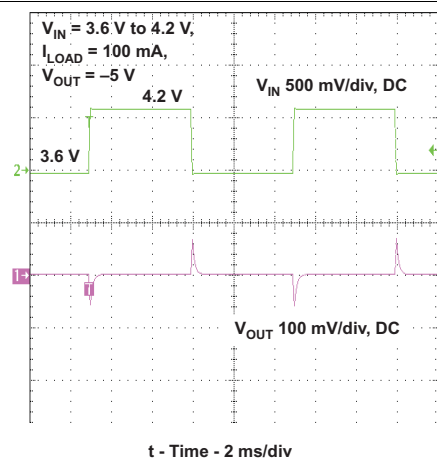 V_IN = 3.6 V to 4.2 V,
I_LOAD = 100 mA,
V_OUT = –5 V
V_IN 500 mV/div, DC
4.2 V
T
3.6 V
2
1
T
V_OUT 100 mV/div, DC
t - Time - 2 ms/div